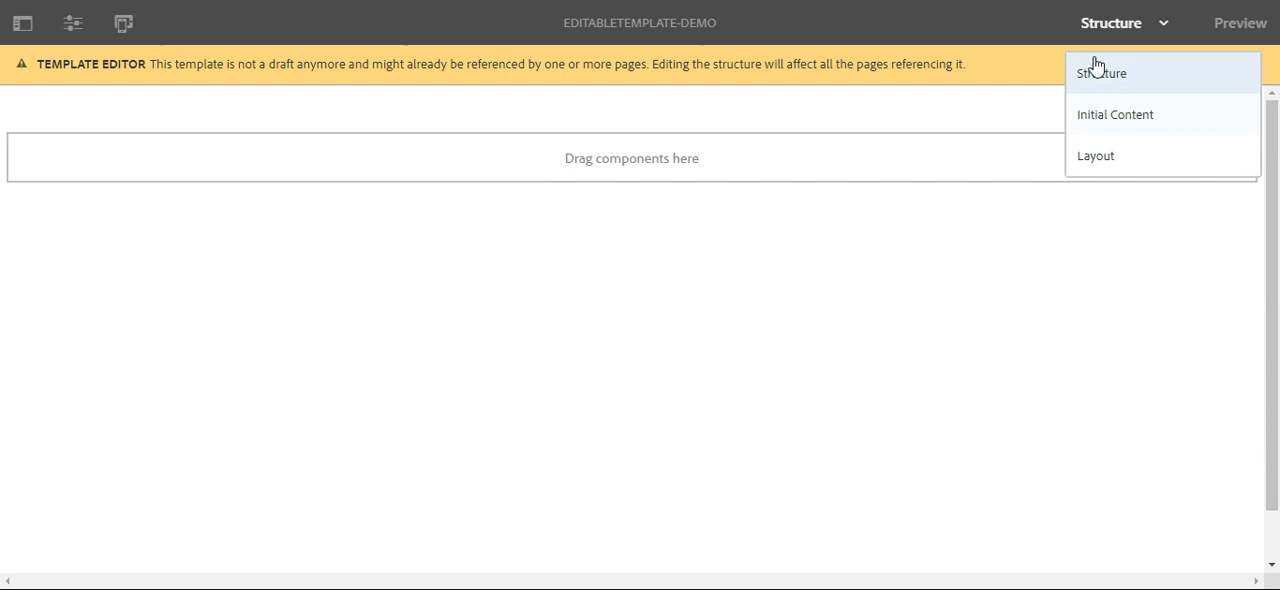 EDITABLETEMPLATE-DEMO
Structure
Preview
TEMPLATE EDITOR This template is not a draft anymore and might already be referenced by one or more pages. Editing the structure will affect all the pages referencing it.
Structure
Initial Content
Layout
Drag components here